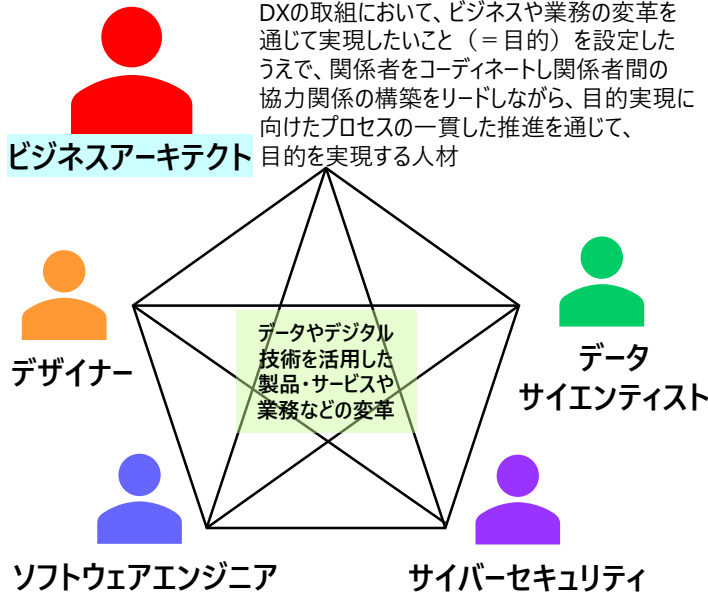 DXの取組において、ビジネスや業務の変革を
通じて実現したいこと（＝目的）を設定した
うえで、関係者をコーディネートし関係者間の
協力関係の構築をリードしながら、目的実現に
向けたプロセスの一貫した推進を通じて、
目的を実現する人材
ビジネスアーキテクト
デザイナー
データやデジタル
技術を活用した
製品・サービスや
業務などの変革
データ
サイエンティスト
ソフトウェアエンジニア
サイバーセキュリティ